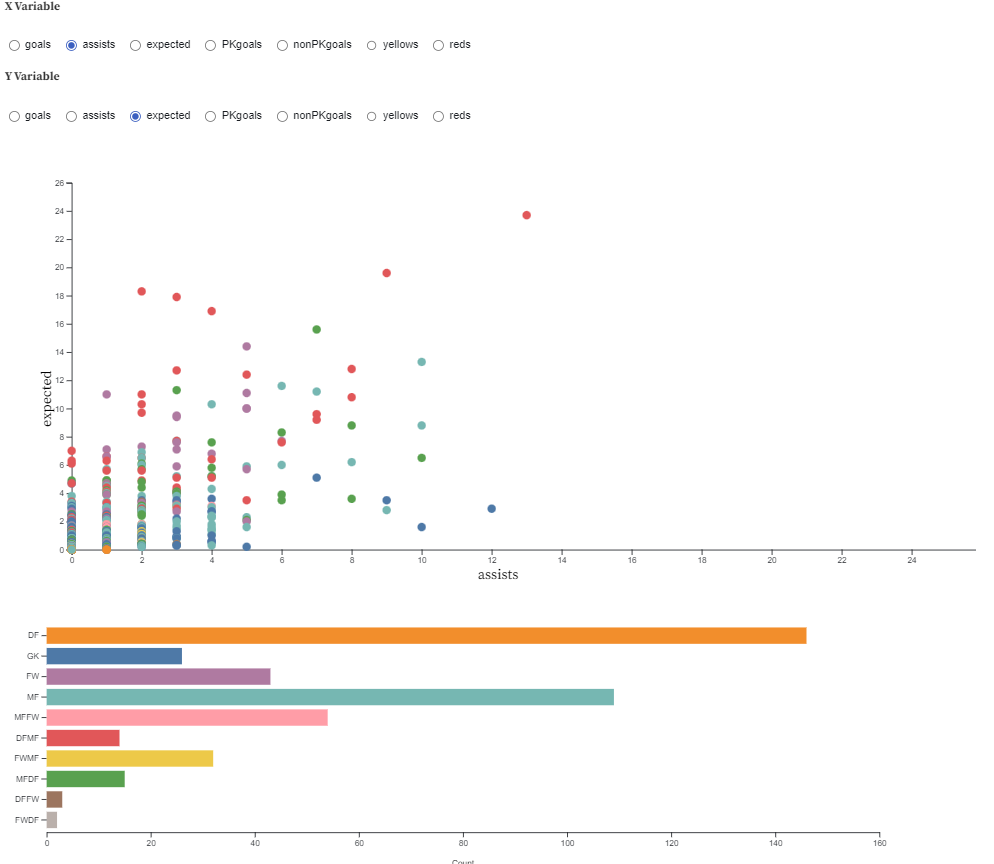 X Variable
goals assists expected PKgoals nonPKgoals yellows reds
Y Variable
goals assists expected PKgoals nonPKgoals yellows reds
26
24
22
20
18
16
14
12
10
8
6
4
2
0
expected
0 2 4 6 8 10 12 14 16 18 20 22 24
assists
DF
GK
FW
MF
MFFW
DFMF
FWMF
MFDF
DFFW
FWDF
0 20 40 60 80 100 120 140 160
Count